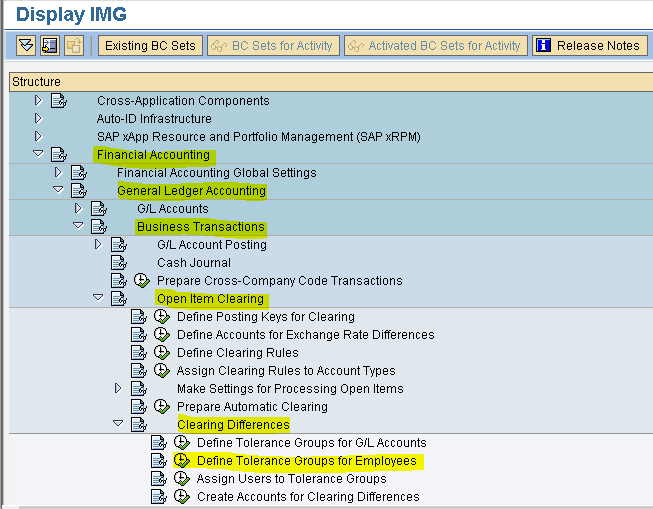 Display IMG
Existing BC Sets BC Sets for Activity Activated BC Sets for Activity Release Notes
Structure
Cross-Application Components
Auto-ID Infrastructure
SAP xApp Resource and Portfolio Management (SAP xRPM)
Financial Accounting
Financial Accounting Global Settings
General Ledger Accounting
G/L Accounts
Business Transactions
G/L Account Posting
Cash Journal
Prepare Cross-Company Code Transactions
Open Item Clearing
Define Posting Keys for Clearing
Define Accounts for Exchange Rate Differences
Define Clearing Rules
Assign Clearing Rules to Account Types
Make Settings for Processing Open Items
Prepare Automatic Clearing
Clearing Differences
Define Tolerance Groups for G/L Accounts
Define Tolerance Groups for Employees
Assign Users to Tolerance Groups
Create Accounts for Clearing Differences